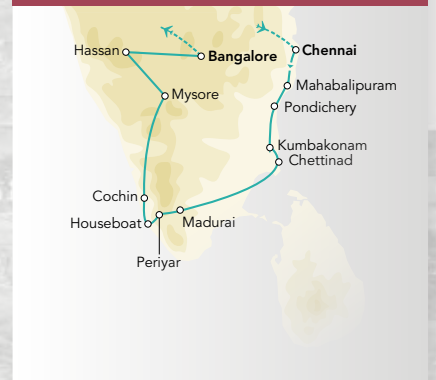 Hassan
Bangalore
Chennai
Mysore
Mahabalipuram
Pondichery
Kumbakonam
Chettinad
Cochin
Houseboat
Madurai
Periyar